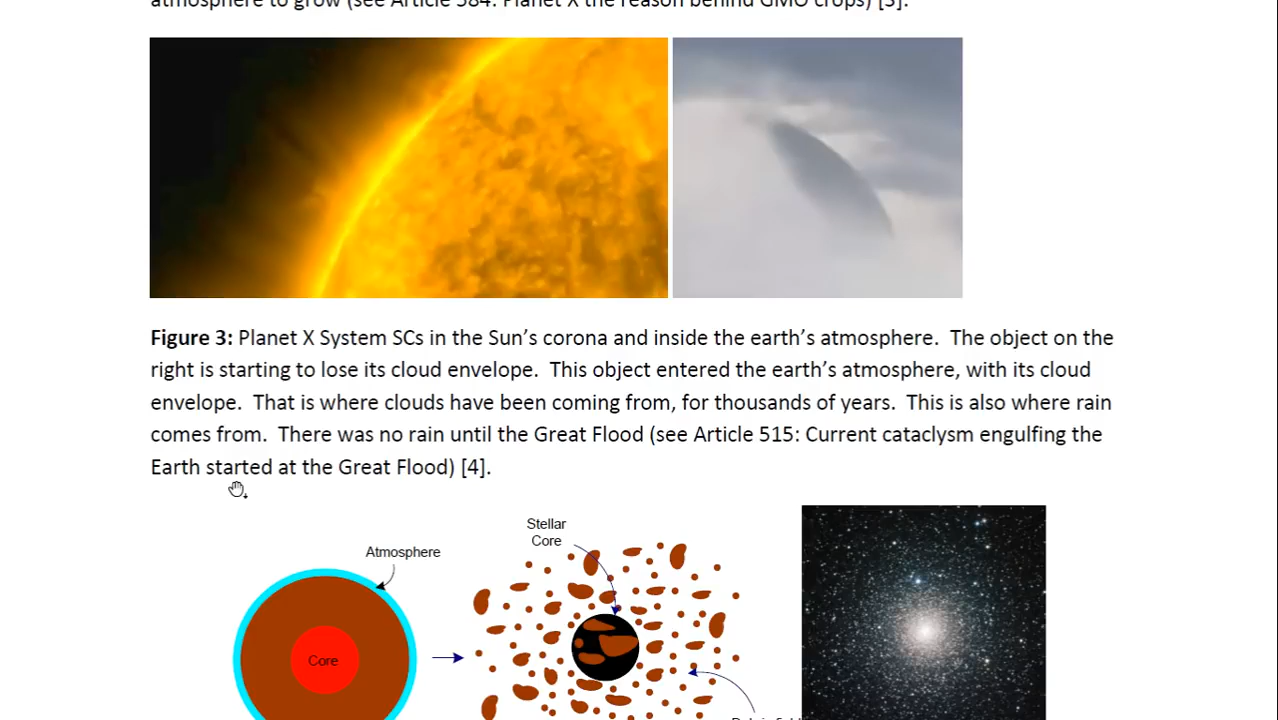 atmosphere to grow (see Article 584: Planet X the reason behind GMO crops) [3].
Figure 3: Planet X System SCs in the Sun's corona and inside the earth's atmosphere.  The object on the
right is starting to lose its cloud envelope.  This object entered the earth's atmosphere, with its cloud
envelope.  That is where clouds have been coming from, for thousands of years.  This is also where rain
comes from.  There was no rain until the Great Flood (see Article 515: Current cataclysm engulfing the
Earth started at the Great Flood) [4].
Stellar
Core
Atmosphere
Core